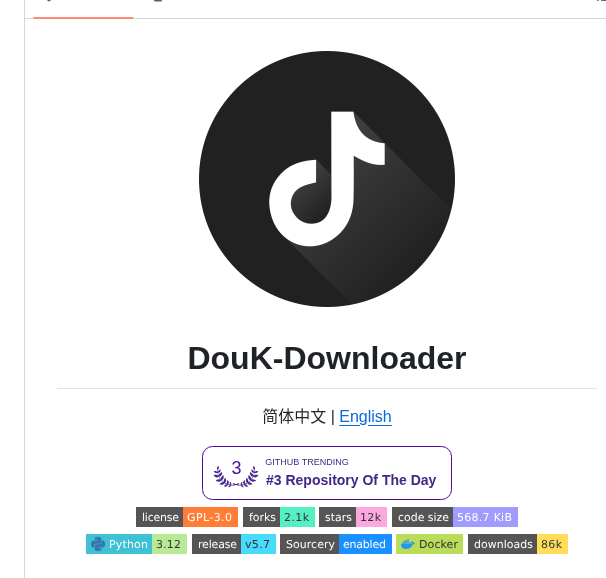 DouK-Downloader
简体中文 | English
3
GITHUB TRENDING
#3 Repository Of The Day
license GPL-3.0 forks 2.1k stars 12k code size 568.7 KiB
Python 3.12 release v5.7 Sourcery enabled Docker downloads 86k